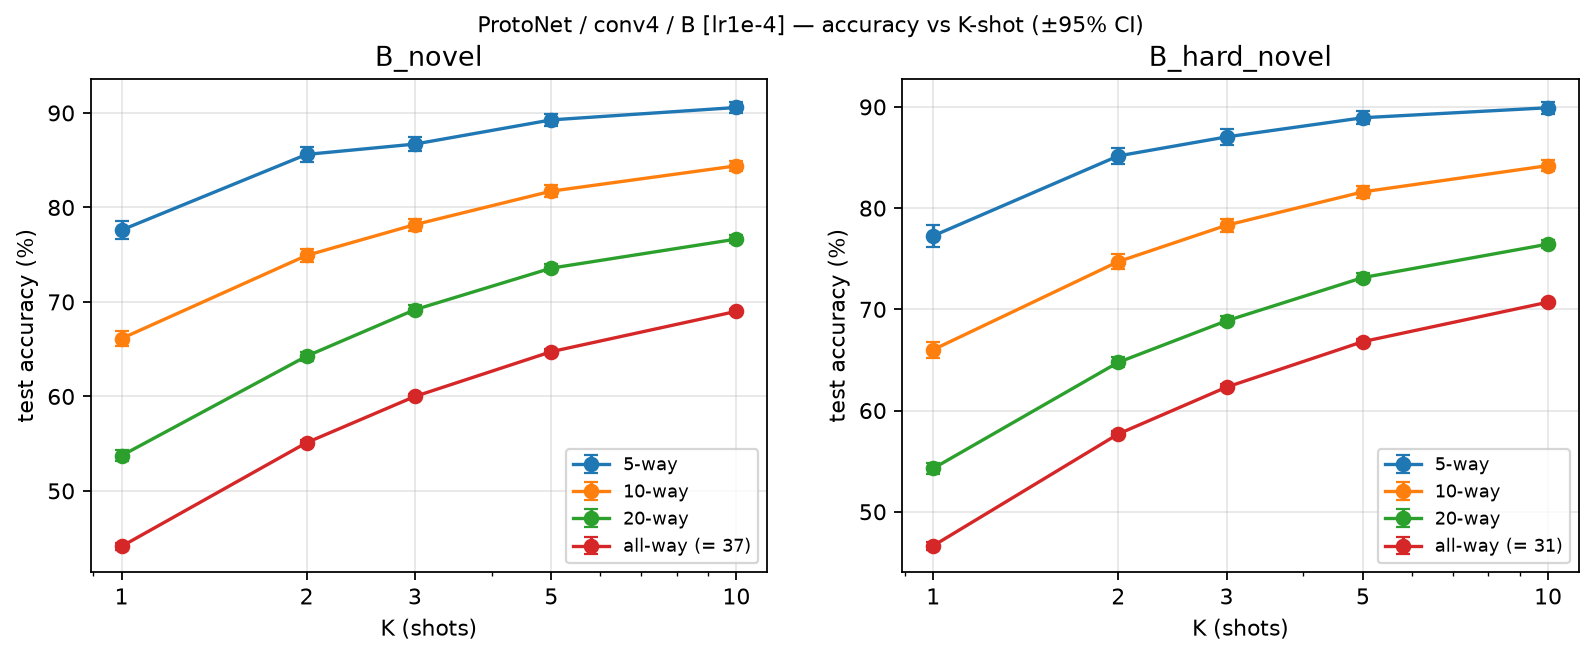 ProtoNet / conv4 / B [lr1e-4] — accuracy vs K-shot (±95% CI)
B_novel
90
80
70
60
50
test accuracy (%)
1 2 3 5 10
K (shots)
5-way
10-way
20-way
all-way (= 37)
B_hard_novel
90
80
70
60
50
test accuracy (%)
1 2 3 5 10
K (shots)
5-way
10-way
20-way
all-way (= 31)